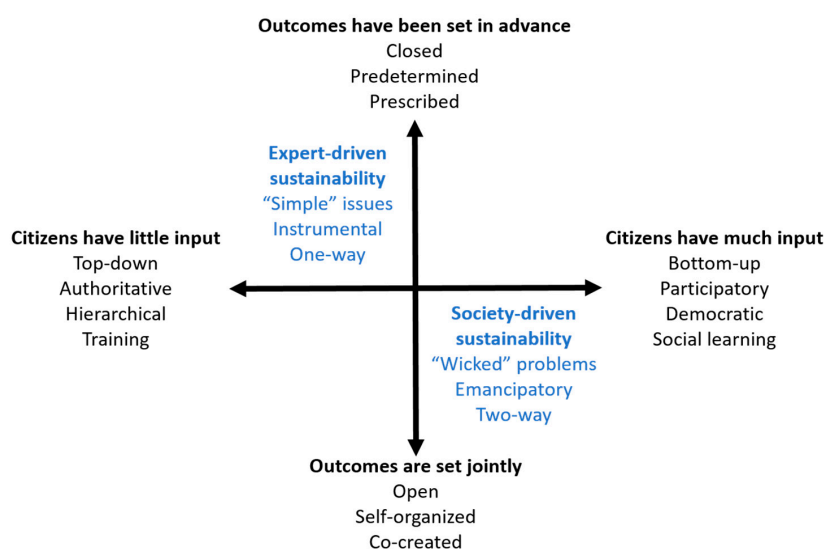 Outcomes have been set in advance
Closed
Predetermined
Prescribed
Expert-driven
sustainability
“Simple” issues
Instrumental
One-way
Citizens have little input
Top-down
Authoritative
Hierarchical
Training
Citizens have much input
Bottom-up
Participatory
Democratic
Social learning
Society-driven
sustainability
“Wicked” problems
Emancipatory
Two-way
Outcomes are set jointly
Open
Self-organized
Co-created